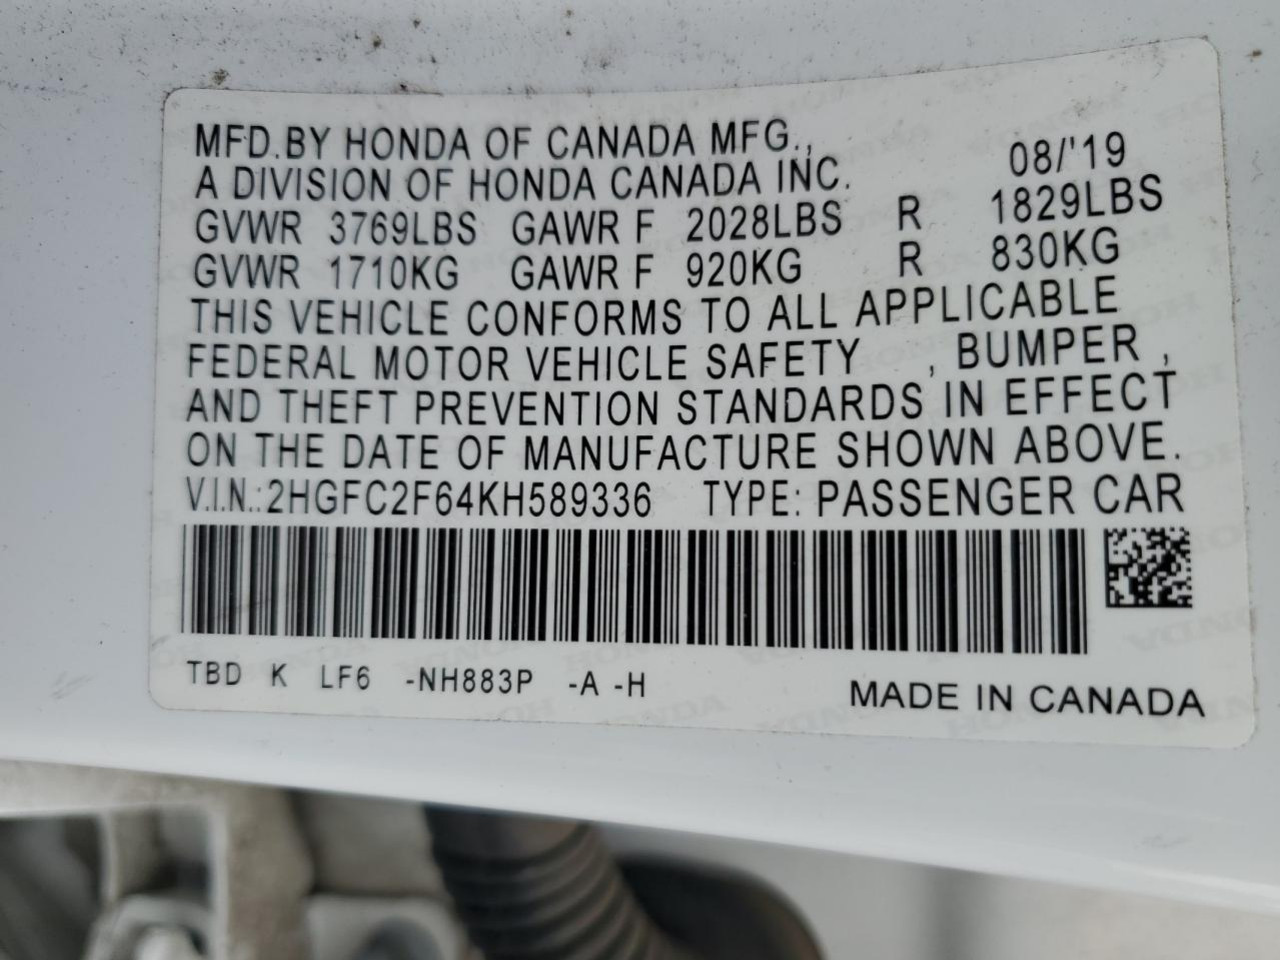 MFD.BY HONDA OF CANADA MFG.,
A DIVISION OF HONDA CANADA INC. 08/'19
GVWR 3769LBS GAWR F 2028LBS R 1829LBS
GVWR 1710KG GAWR F 920KG R 830KG
THIS VEHICLE CONFORMS TO ALL APPLICABLE
FEDERAL MOTOR VEHICLE SAFETY , BUMPER ,
AND THEFT PREVENTION STANDARDS IN EFFECT
ON THE DATE OF MANUFACTURE SHOWN ABOVE.
V.I.N.:2HGFC2F64KH589336 TYPE: PASSENGER CAR
TBD K LF6 -NH883P -A -H
MADE IN CANADA